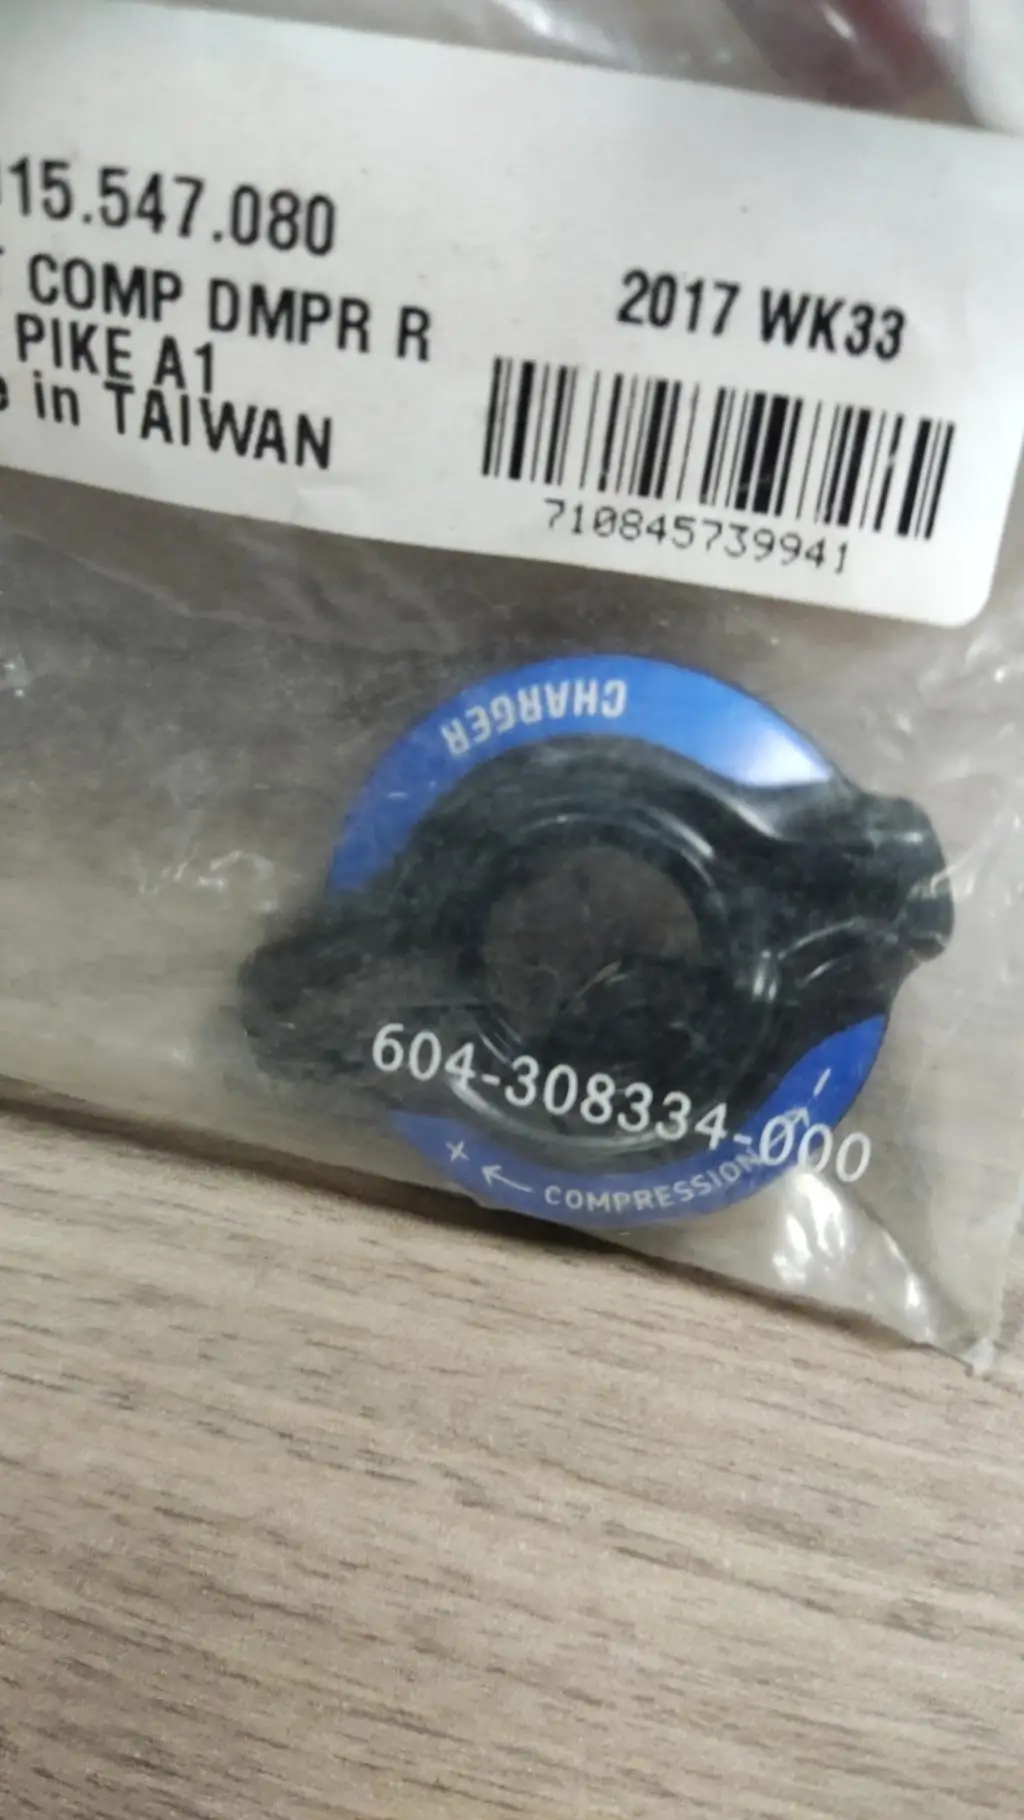 15.547.080
COMP DMPR R
PIKE A1
in TAIWAN
2017 WK33
710845739941
CHARGER
604-308334-000
+ ← COMPRESSION → -